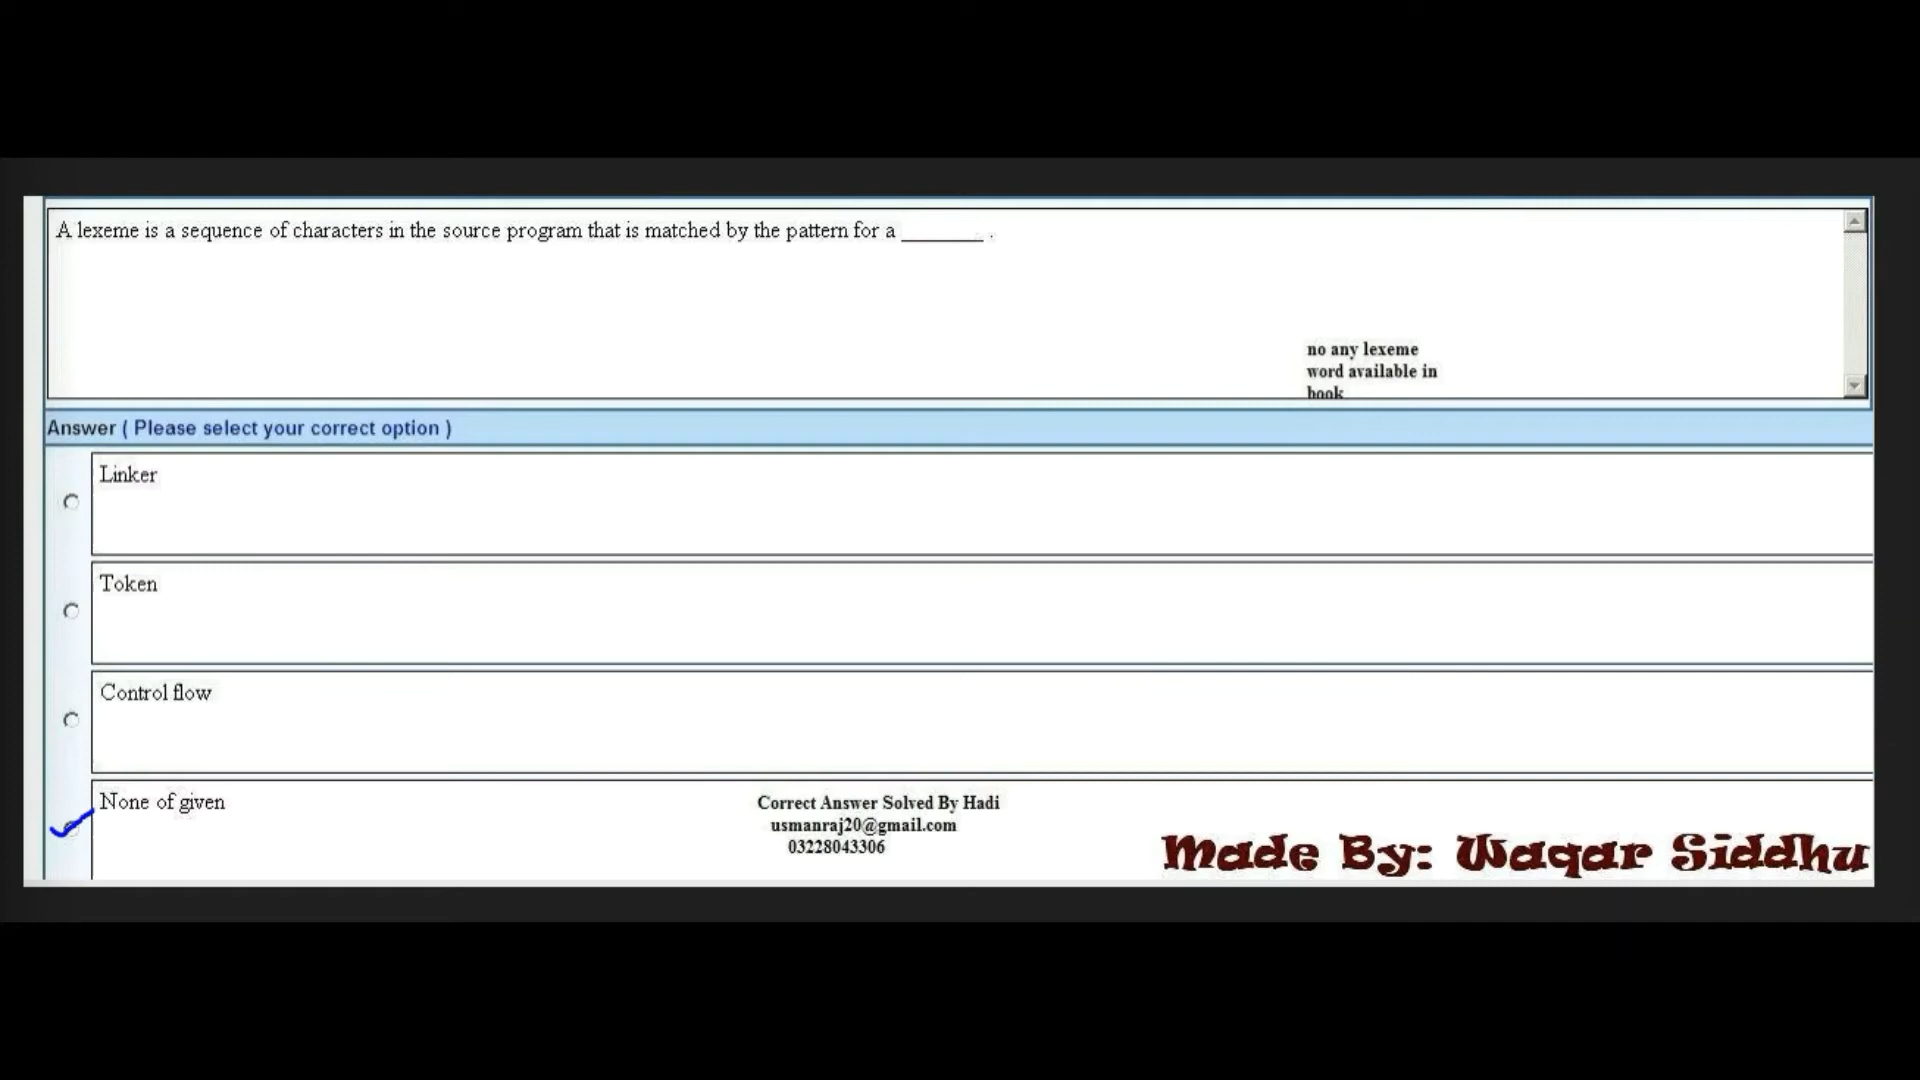 A lexeme is a sequence of characters in the source program that is matched by the pattern for a ________ .
no any lexeme
word available in
book
Answer ( Please select your correct option )
Linker
Token
Control flow
None of given
Correct Answer Solved By Hadi
usmanraj20@gmail.com
03228043306
Made By: Waqar Siddhu